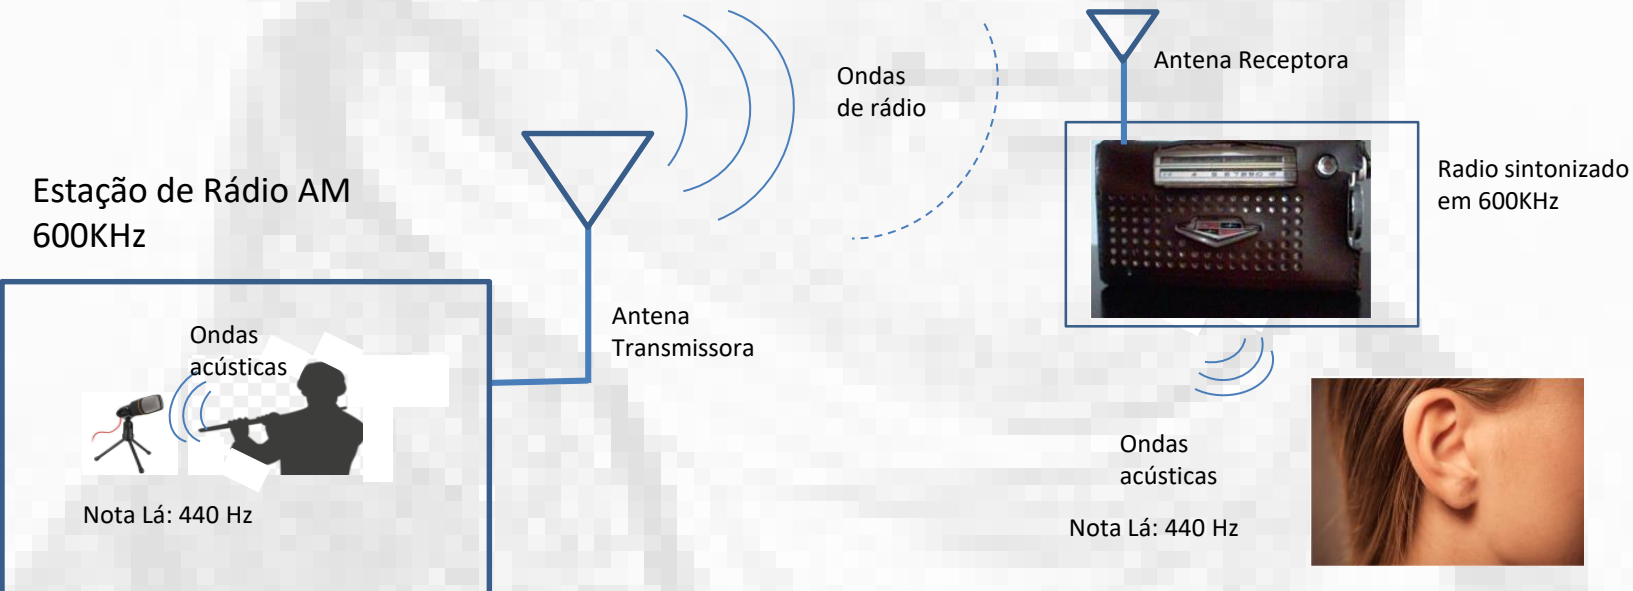 Ondas
de rádio
Antena Receptora
Estação de Rádio AM
600KHz
Radio sintonizado
em 600KHz
Antena
Transmissora
Ondas
acústicas
Nota Lá: 440 Hz
Ondas
acústicas
Nota Lá: 440 Hz